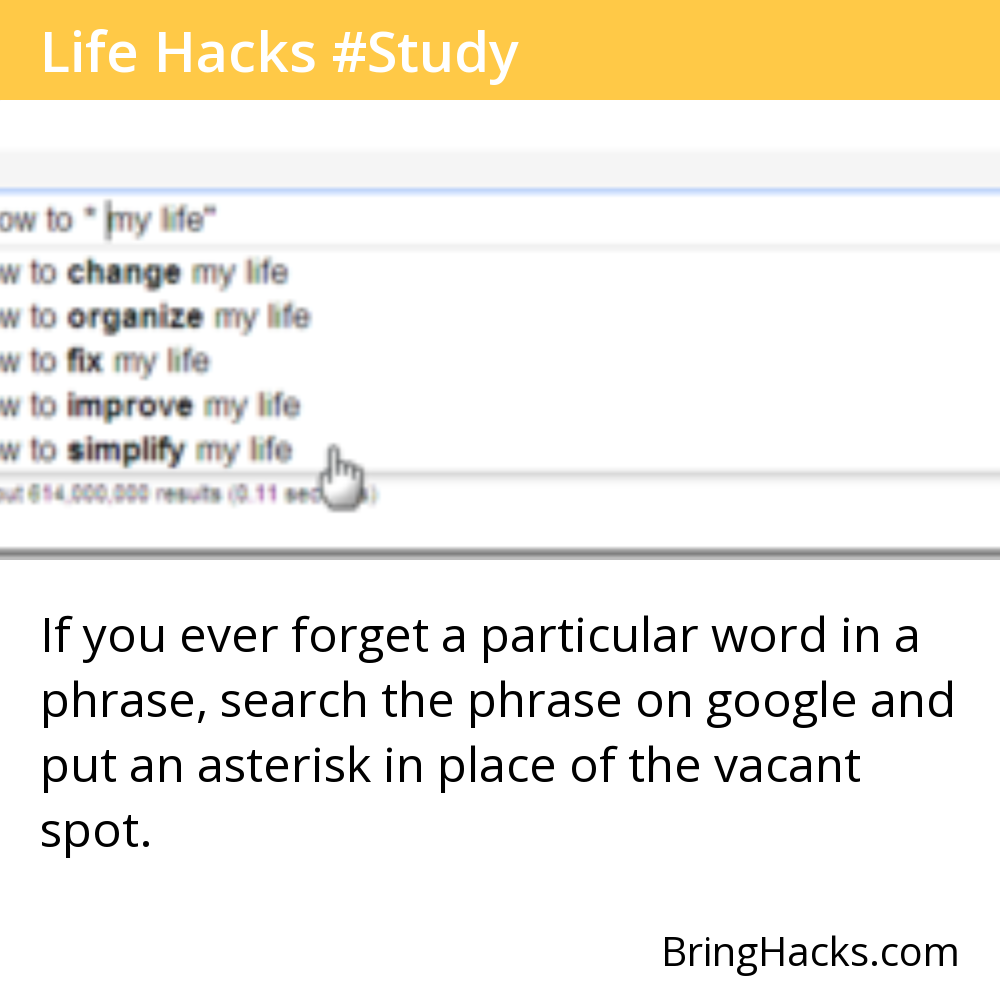 Life Hacks #Study
ow to " my life"
w to change my life
w to organize my life
w to fix my life
w to improve my life
w to simplify my life
out 614,000,000 results (0.11 sec s)
If you ever forget a particular word in a
phrase, search the phrase on google and
put an asterisk in place of the vacant
spot.
BringHacks.com